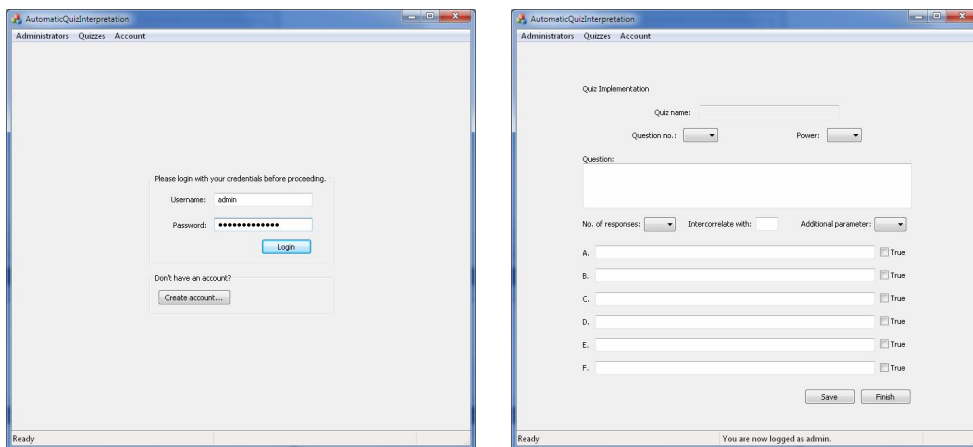 AutomaticQuizInterpretation
Administrators Quizzes Account
Please login with your credentials before proceeding.
Username: admin
Password: •••••••••••••
Login
Don't have an account?
Create account...
Ready
AutomaticQuizInterpretation
Administrators Quizzes Account
Quiz Implementation
Quiz name:
Question no.: Power:
Question:
No. of responses: Intercorrelate with: Additional parameter:
A. True
B. True
C. True
D. True
E. True
F. True
Save Finish
Ready You are now logged as admin.